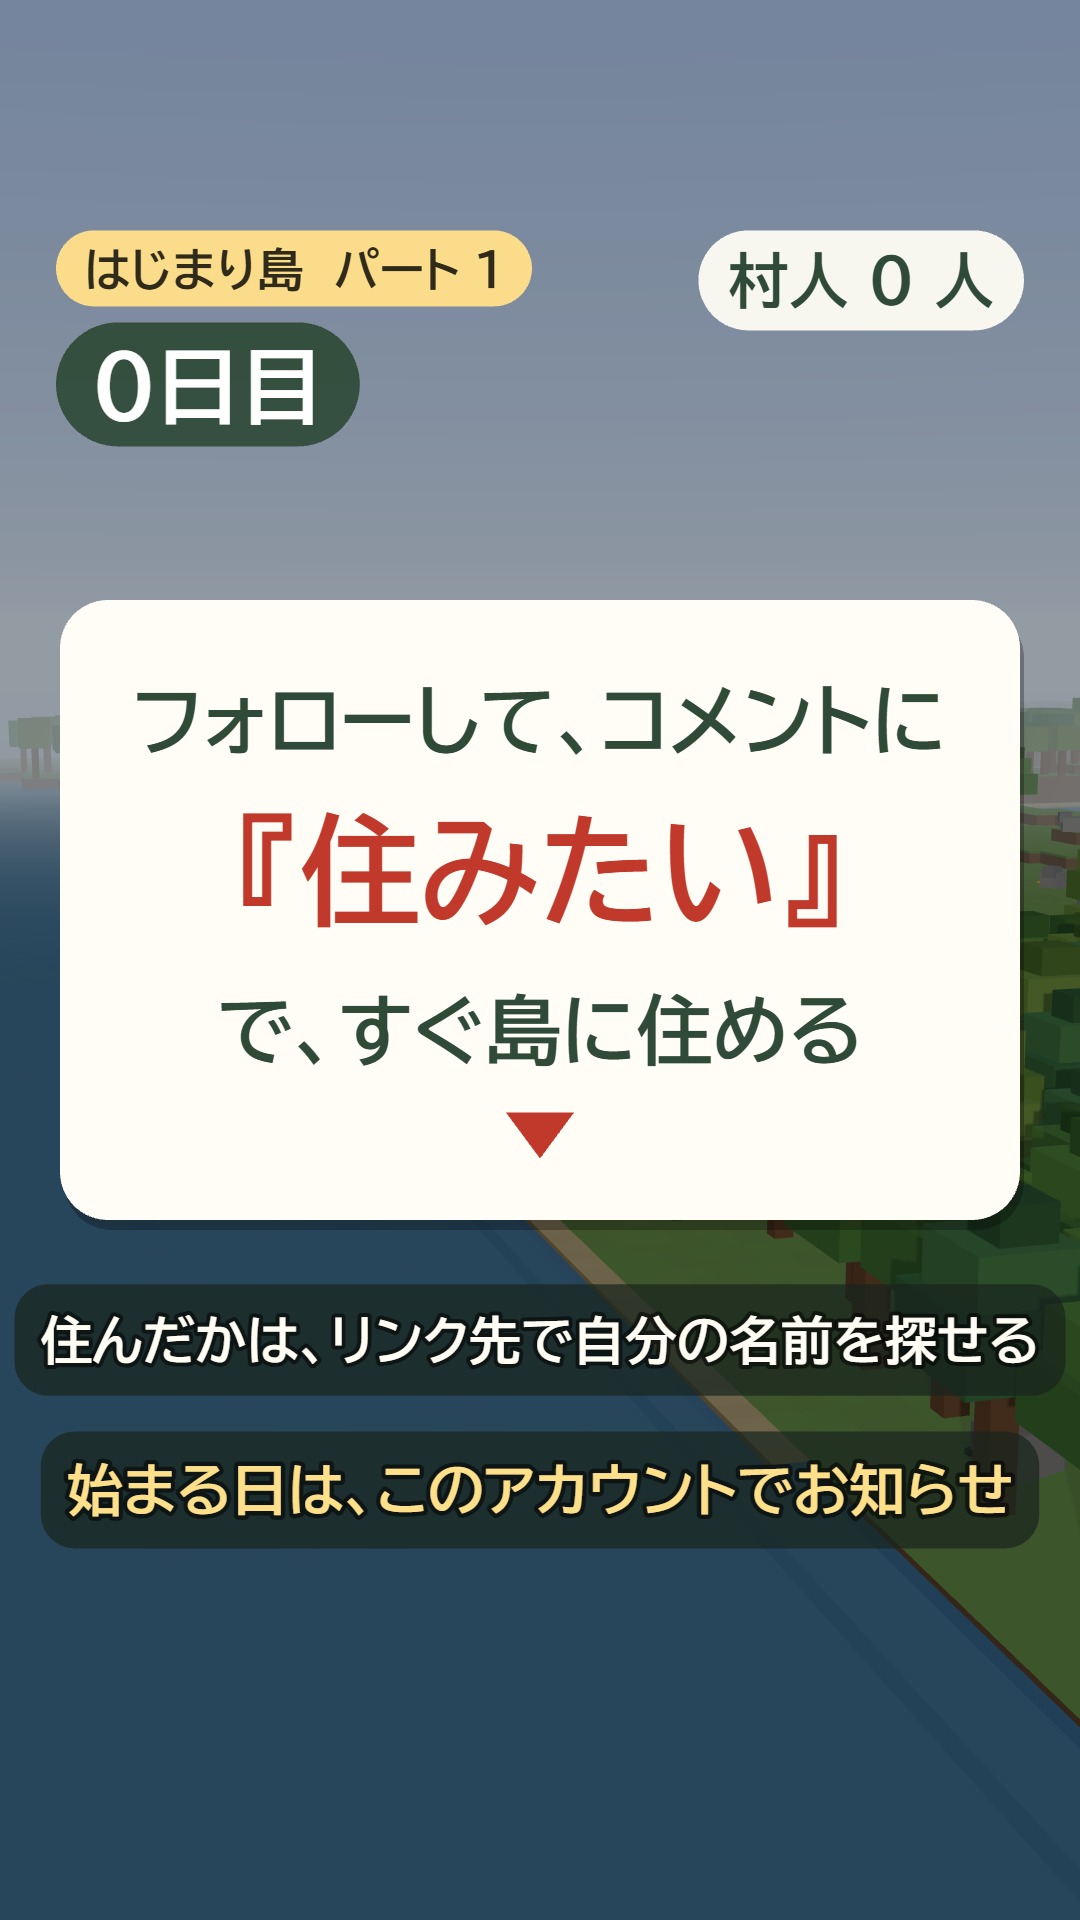 はじまり島 パート 1
村人 0 人
0日目
フォローして、コメントに
『住みたい』
で、すぐ島に住める
住んだかは、リンク先で自分の名前を探せる
始まる日は、このアカウントでお知らせ